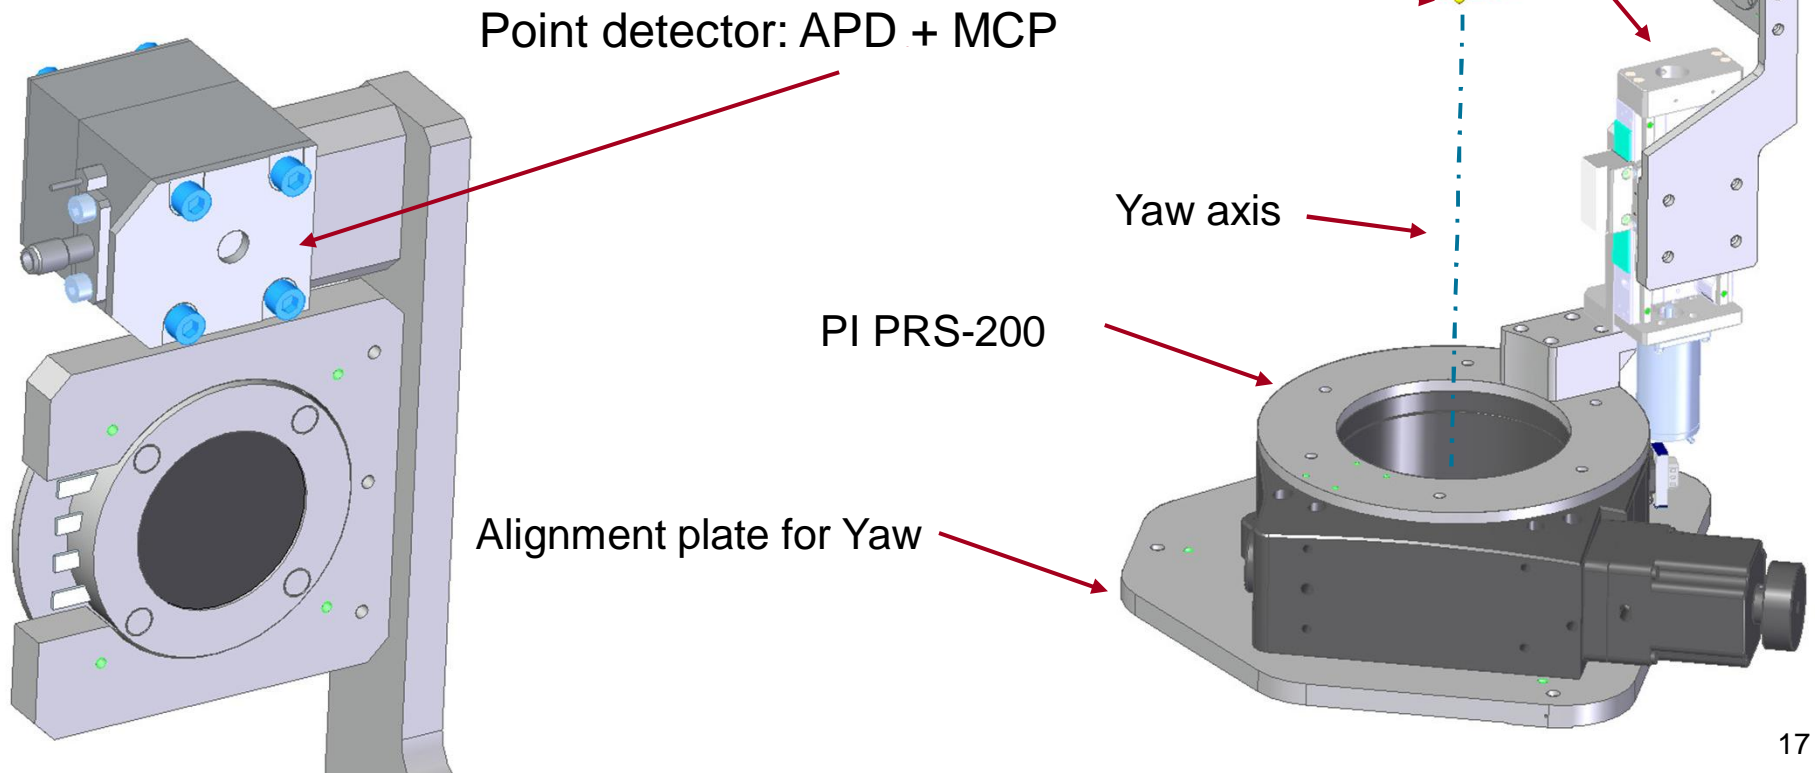 Point detector: APD + MCP
Yaw axis
PI PRS-200
Alignment plate for Yaw
17